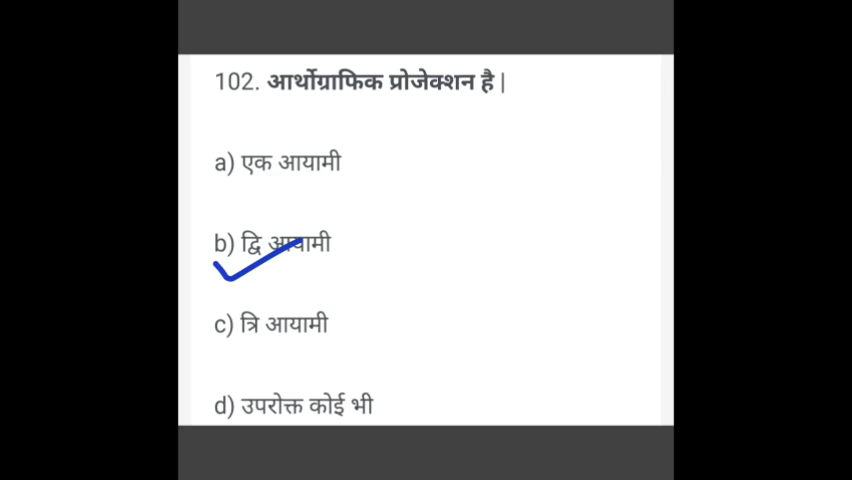 102. आर्थोग्राफिक प्रोजेक्शन है |
a) एक आयामी
b) द्वि आयामी
c) त्रि आयामी
d) उपरोक्त कोई भी